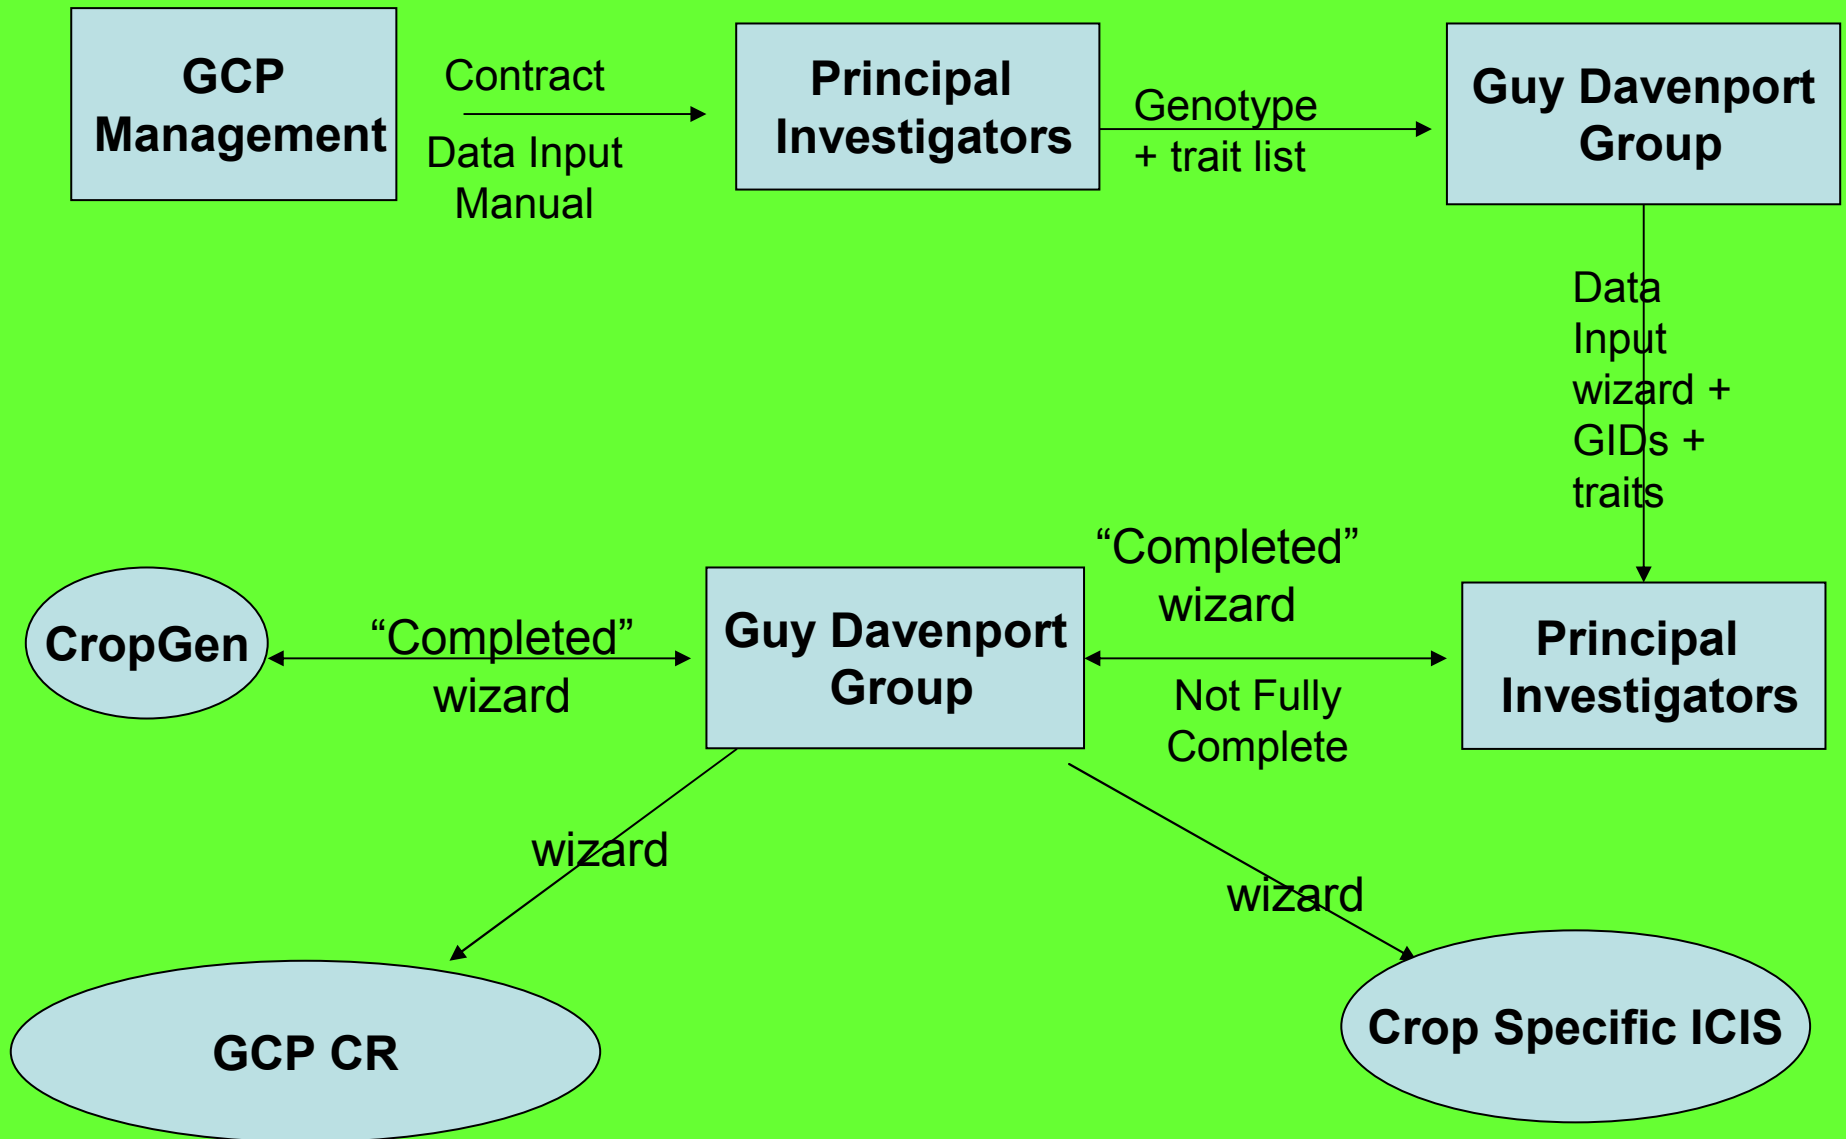 GCP
Management
Contract
Data Input
Manual
Principal
Investigators
Genotype
+ trait list
Guy Davenport
Group
Data
Input
wizard +
GIDs +
traits
CropGen
“Completed”
wizard
Guy Davenport
Group
“Completed”
wizard
Not Fully
Complete
Principal
Investigators
wizard
wizard
GCP CR
Crop Specific ICIS